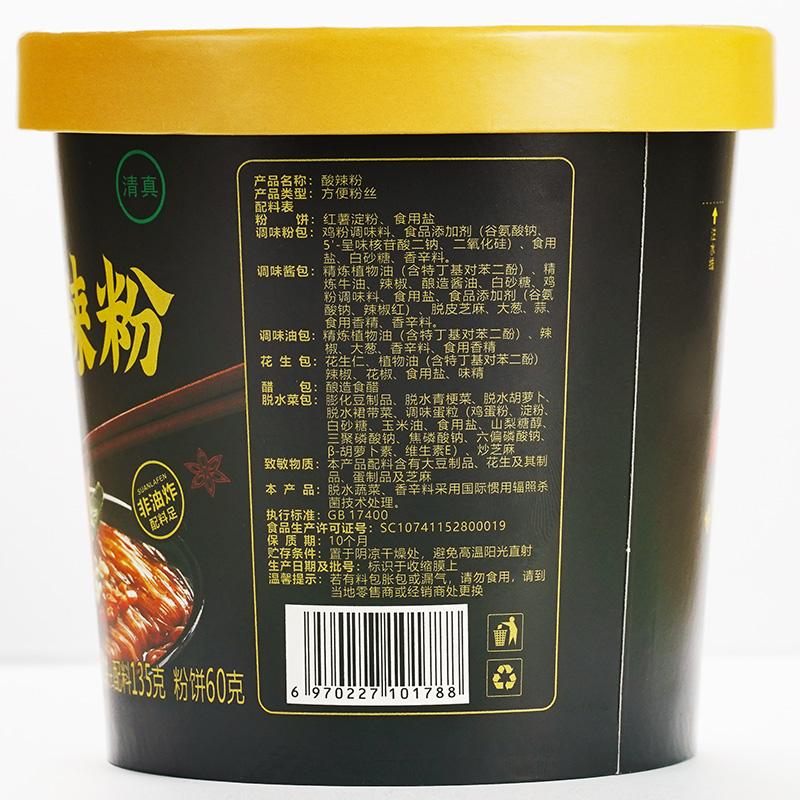 清真
辣粉
SUANLAFEN
非油炸
配料足
配料135克 粉饼60克
产品名称：酸辣粉
产品类型：方便粉丝
配料表
粉饼：红薯淀粉、食用盐
调味粉包：鸡粉调味料、食品添加剂（谷氨酸钠、
5'-呈味核苷酸二钠、二氧化硅）、食用
盐、白砂糖、香辛料。
调味酱包：精炼植物油（含特丁基对苯二酚）、精
炼牛油、辣椒、酿造酱油、白砂糖、鸡
粉调味料、食用盐、食品添加剂（谷氨
酸钠、辣椒红）、脱皮芝麻、大葱、蒜、
食用香精、香辛料。
调味油包：精炼植物油（含特丁基对苯二酚）、辣
椒、大葱、香辛料、食用香精
花生包：花生仁、植物油（含特丁基对苯二酚）
辣椒、花椒、食用盐、味精
醋包：酿造食醋
脱水菜包：膨化豆制品、脱水青梗菜、脱水胡萝卜、
脱水裙带菜、调味蛋粒（鸡蛋粉、淀粉、
白砂糖、玉米油、食用盐、山梨糖醇、
三聚磷酸钠、焦磷酸钠、六偏磷酸钠、
β-胡萝卜素、维生素E）、炒芝麻
致敏物质：本产品配料含有大豆制品、花生及其制
品、蛋制品及芝麻
本产品：脱水蔬菜、香辛料采用国际惯用辐照杀
菌技术处理。
执行标准：GB 17400
食品生产许可证号：SC10741152800019
保质期：10个月
贮存条件：置于阴凉干燥处，避免高温阳光直射
生产日期及批号：标识于收缩膜上
温馨提示：若有料包胀包或漏气，请勿食用，请到
当地零售商或经销商处更换
6 970227 101788
注水线